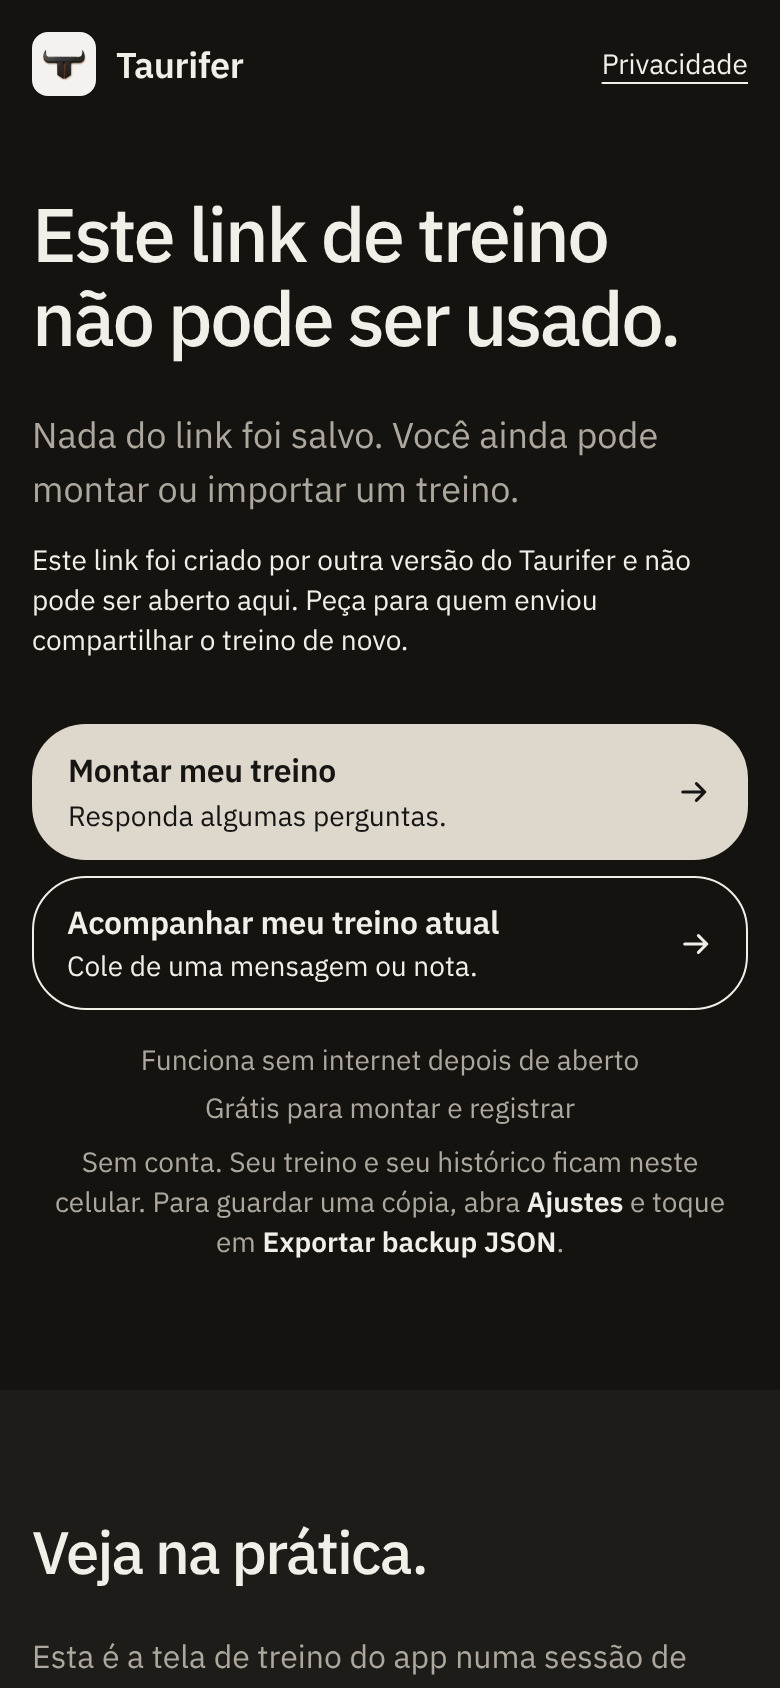 Taurifer
Privacidade
Este link de treino
não pode ser usado.
Nada do link foi salvo. Você ainda pode
montar ou importar um treino.
Este link foi criado por outra versão do Taurifer e não
pode ser aberto aqui. Peça para quem enviou
compartilhar o treino de novo.
Montar meu treino
Responda algumas perguntas.
Acompanhar meu treino atual
Cole de uma mensagem ou nota.
Funciona sem internet depois de aberto
Grátis para montar e registrar
Sem conta. Seu treino e seu histórico ficam neste
celular. Para guardar uma cópia, abra Ajustes e toque
em Exportar backup JSON.
Veja na prática.
Esta é a tela de treino do app numa sessão de